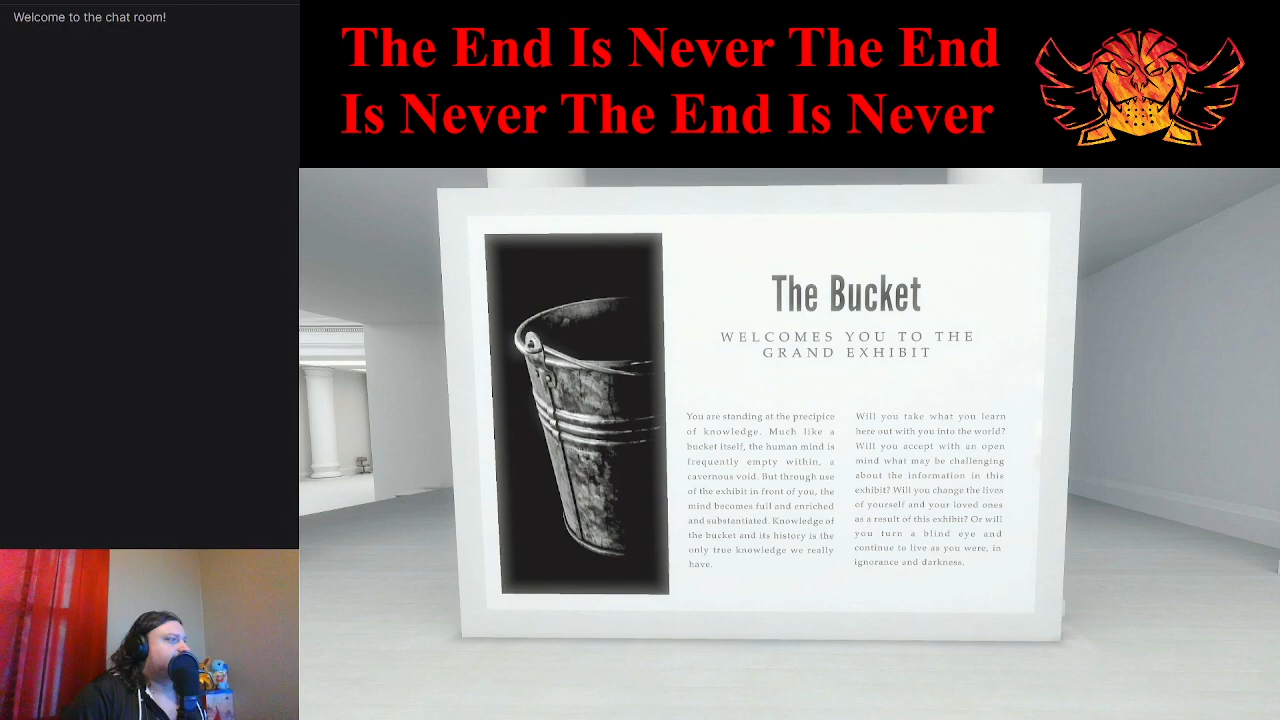 Welcome to the chat room!
The End Is Never The End
Is Never The End Is Never
The Bucket
WELCOMES YOU TO THE
GRAND EXHIBIT
You are standing at the precipice
of knowledge. Much like a
bucket itself, the human mind is
frequently empty within, a
cavernous void. But through use
of the exhibit in front of you, the
mind becomes full and enriched
and substantiated. Knowledge of
the bucket and its history is the
only true knowledge we really
have.
Will you take what you learn
here out with you into the world?
Will you accept with an open
mind what may be challenging
about the information in this
exhibit? Will you change the lives
of yourself and your loved ones
as a result of this exhibit? Or will
you turn a blind eye and
continue to live as you were, in
ignorance and darkness.